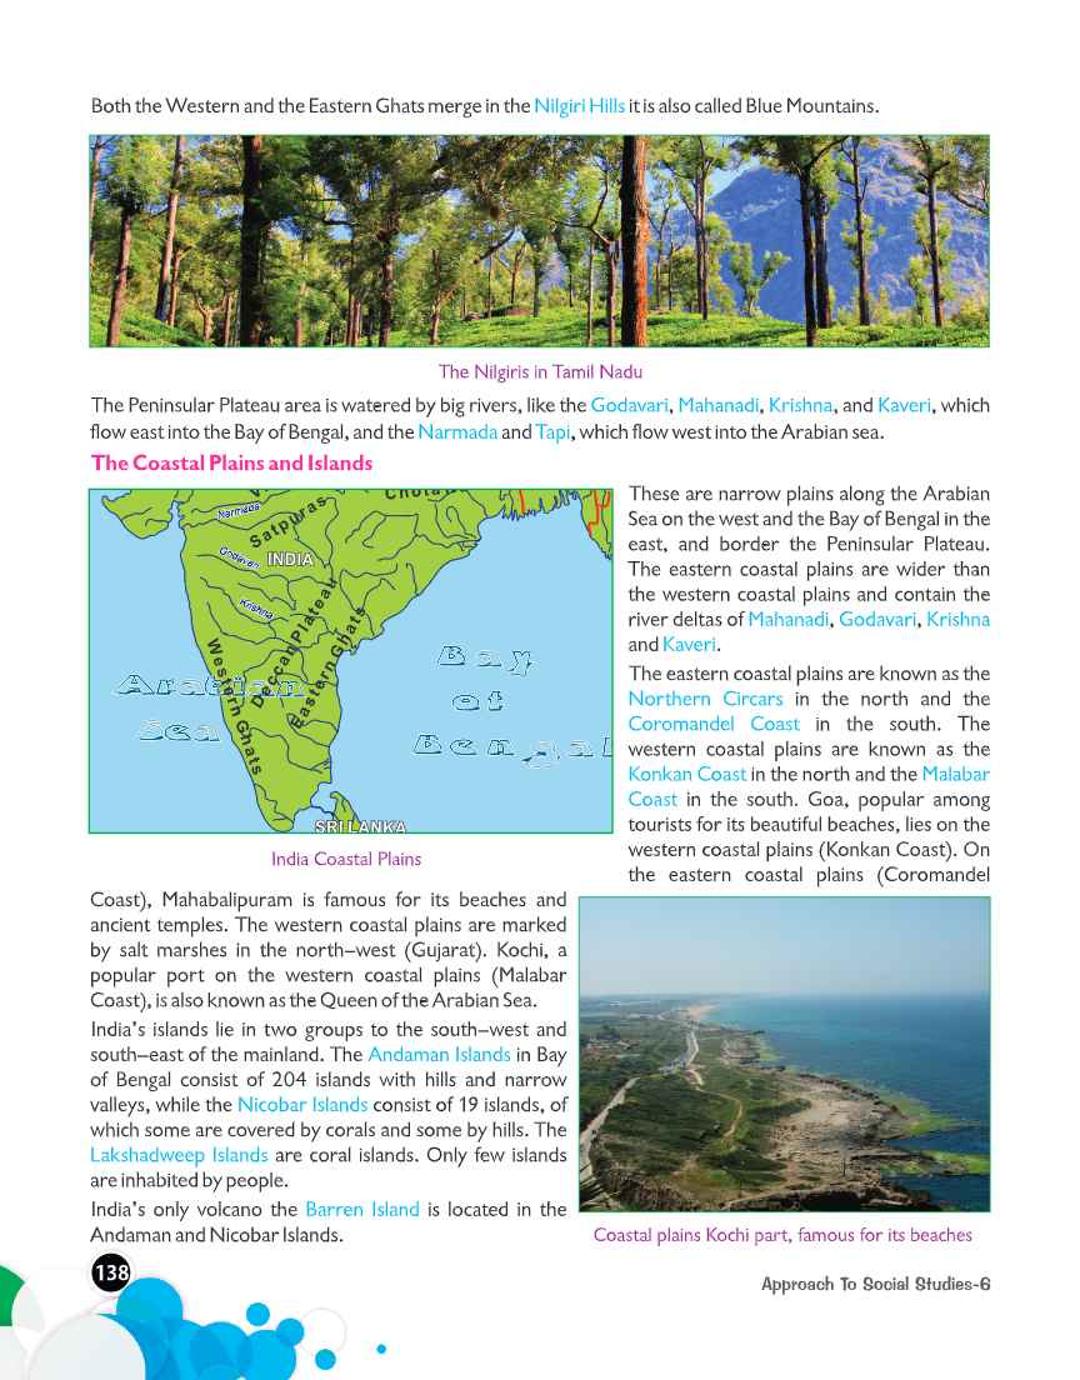 Both the Western and the Eastern Ghats merge in the Nilgiri Hills it is also called Blue Mountains.
The Nilgiris in Tamil Nadu
The Peninsular Plateau area is watered by big rivers, like the Godavari, Mahanadi, Krishna, and Kaveri, which
flow east into the Bay of Bengal, and the Narmada and Tapi, which flow west into the Arabian sea.
The Coastal Plains and Islands
Narmada
Satpuras
Godavari
INDIA
Krishna
Deccan Plateau
Eastern Ghats
Western Ghats
Arabian
Sea
Bay
of
Bengal
SRI LANKA
India Coastal Plains
These are narrow plains along the Arabian
Sea on the west and the Bay of Bengal in the
east, and border the Peninsular Plateau.
The eastern coastal plains are wider than
the western coastal plains and contain the
river deltas of Mahanadi, Godavari, Krishna
and Kaveri.
The eastern coastal plains are known as the
Northern Circars in the north and the
Coromandel Coast in the south. The
western coastal plains are known as the
Konkan Coast in the north and the Malabar
Coast in the south. Goa, popular among
tourists for its beautiful beaches, lies on the
western coastal plains (Konkan Coast). On
the eastern coastal plains (Coromandel
Coast), Mahabalipuram is famous for its beaches and
ancient temples. The western coastal plains are marked
by salt marshes in the north–west (Gujarat). Kochi, a
popular port on the western coastal plains (Malabar
Coast), is also known as the Queen of the Arabian Sea.
India's islands lie in two groups to the south–west and
south–east of the mainland. The Andaman Islands in Bay
of Bengal consist of 204 islands with hills and narrow
valleys, while the Nicobar Islands consist of 19 islands, of
which some are covered by corals and some by hills. The
Lakshadweep Islands are coral islands. Only few islands
are inhabited by people.
India's only volcano the Barren Island is located in the
Andaman and Nicobar Islands.
Coastal plains Kochi part, famous for its beaches
138
Approach To Social Studies-6